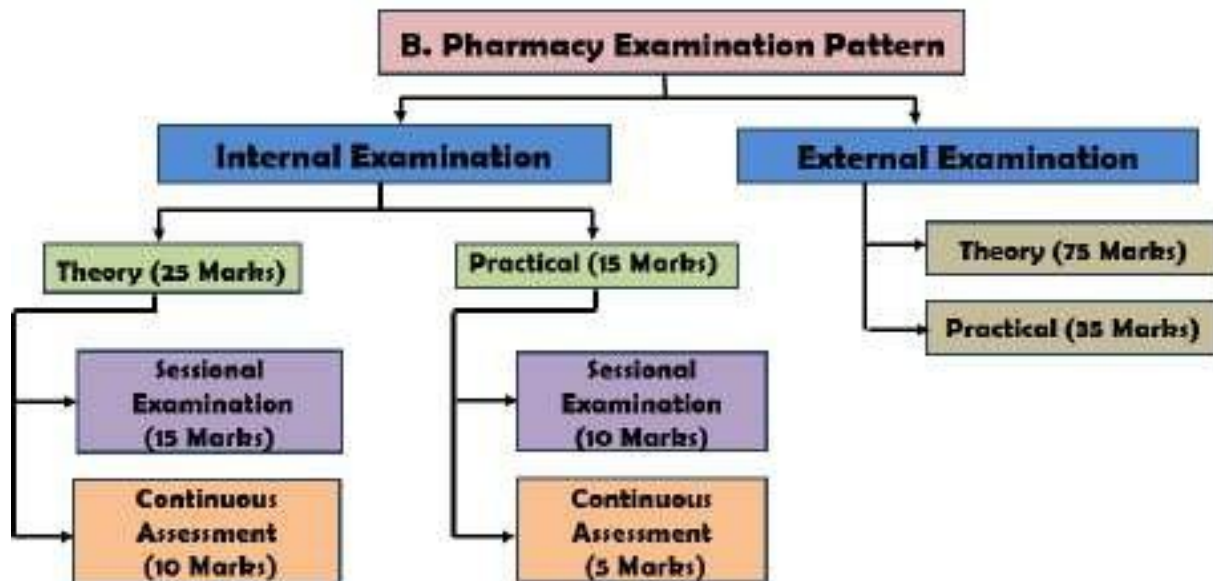 B. Pharmacy Examination Pattern
Internal Examination
External Examination
Theory (25 Marks)
Practical (15 Marks)
Theory (75 Marks)
Practical (35 Marks)
Sessional
Examination
(15 Marks)
Sessional
Examination
(10 Marks)
Continuous
Assessment
(10 Marks)
Continuous
Assessment
(5 Marks)